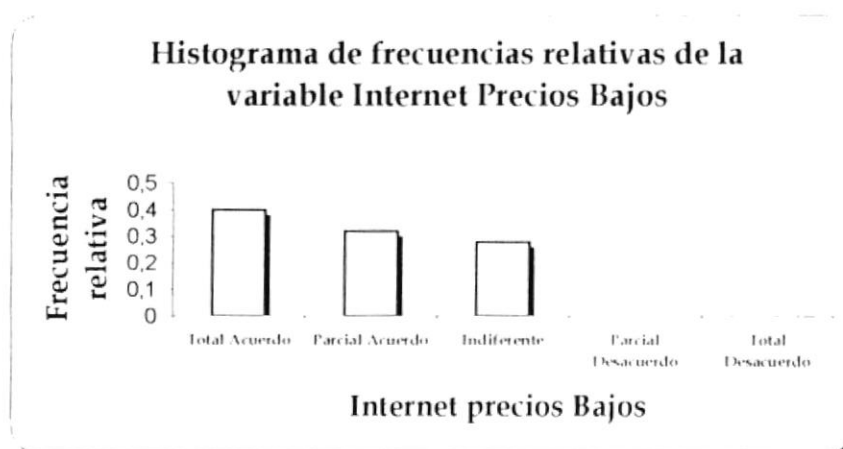 Histograma de frecuencias relativas de la
variable Internet Precios Bajos
Frecuencia
relativa
0,5
0,4
0,3
0,2
0,1
0
Total Acuerdo
Parcial Acuerdo
Indiferente
Parcial
Desacuerdo
Total
Desacuerdo
Internet precios Bajos